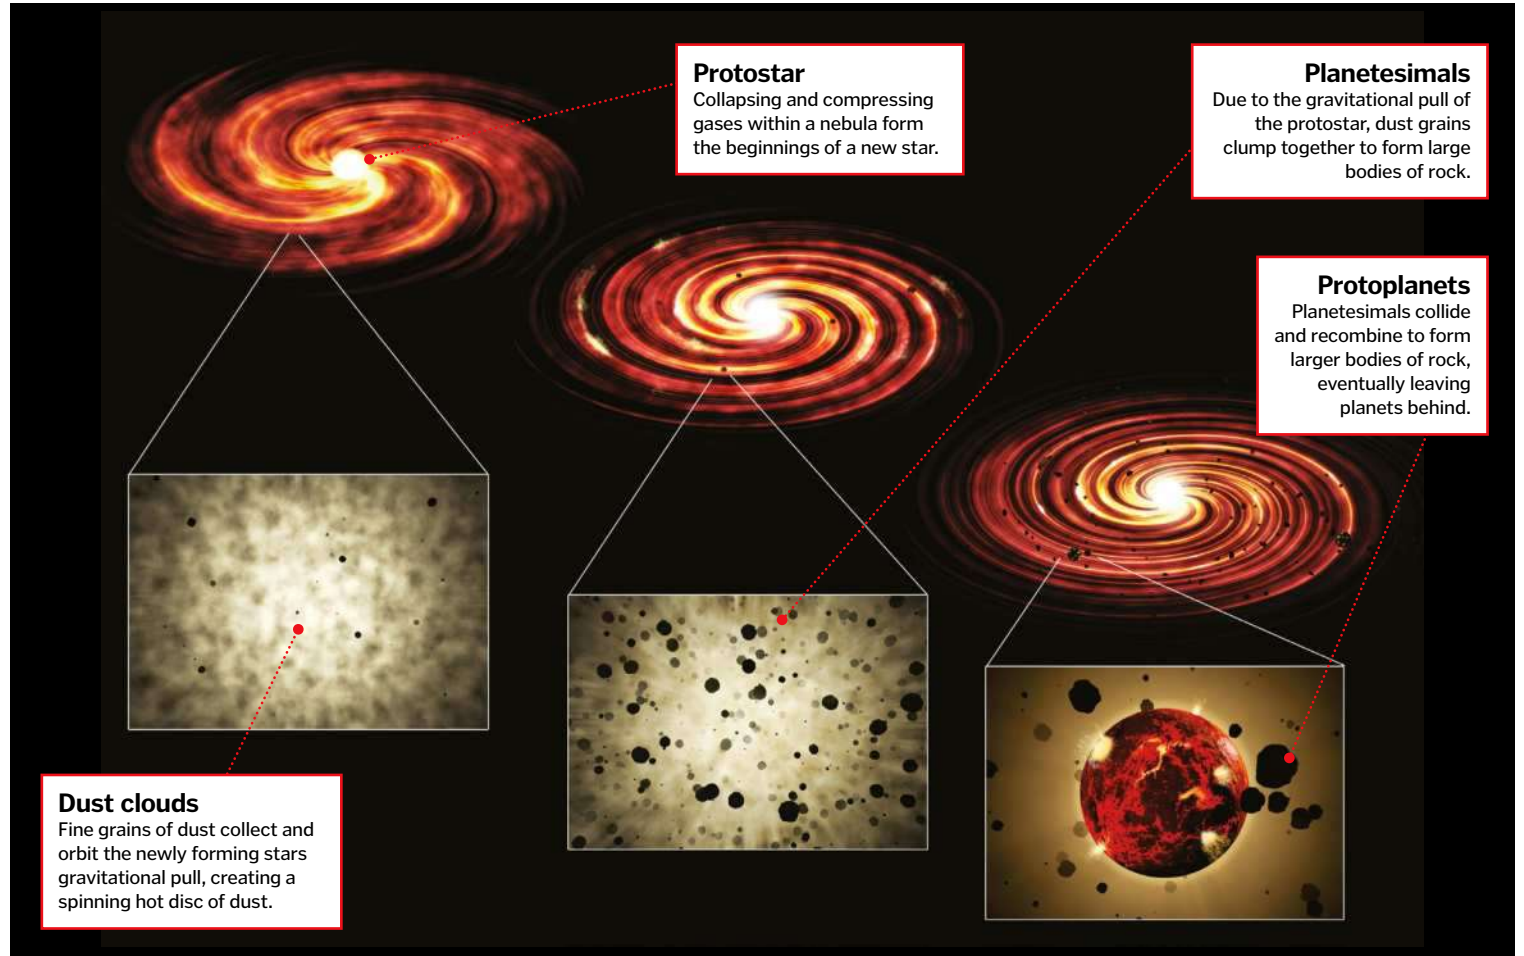 Protostar
Collapsing and compressing
gases within a nebula form
the beginnings of a new star.
Planetesimals
Due to the gravitational pull of
the protostar, dust grains
clump together to form large
bodies of rock.
Protoplanets
Planetesimals collide
and recombine to form
larger bodies of rock,
eventually leaving
planets behind.
Dust clouds
Fine grains of dust collect and
orbit the newly forming stars
gravitational pull, creating a
spinning hot disc of dust.